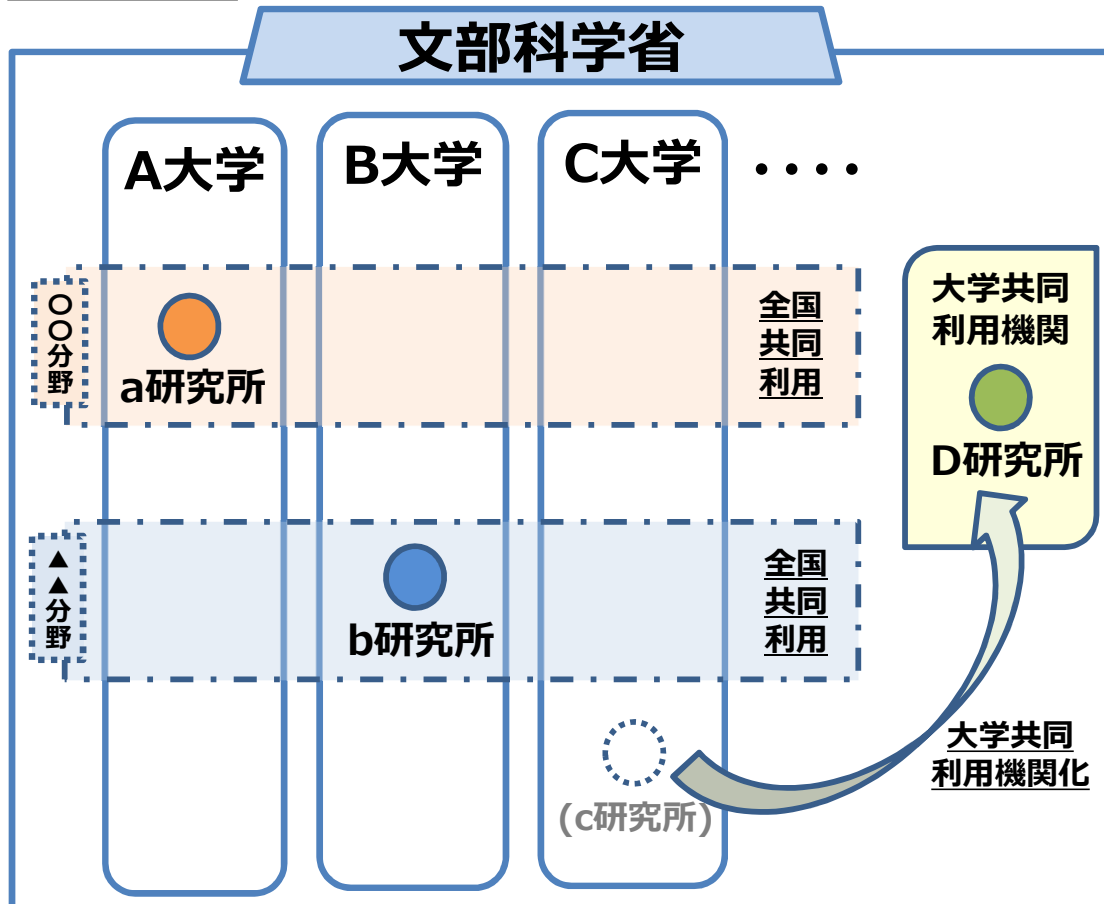 文部科学省
A大学
B大学
C大学
・・・・
〇〇分野
a研究所
全国
共同
利用
大学共同
利用機関
D研究所
▲▲分野
b研究所
全国
共同
利用
(c研究所)
大学共同
利用機関化